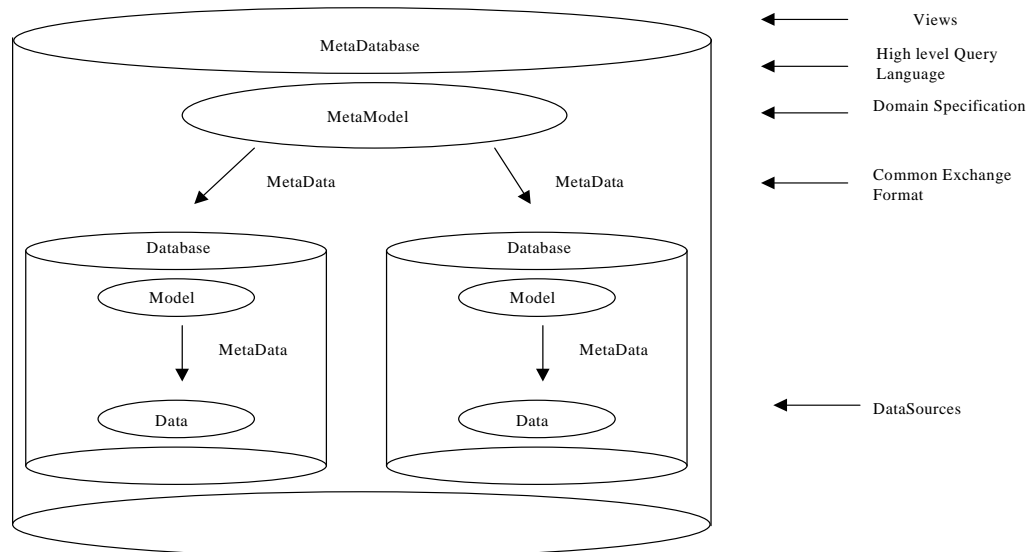 Views
MetaDatabase
High level Query
Language
MetaModel
Domain Specification
MetaData
MetaData
Common Exchange
Format
Database
Database
Model
Model
MetaData
MetaData
Data
Data
DataSources